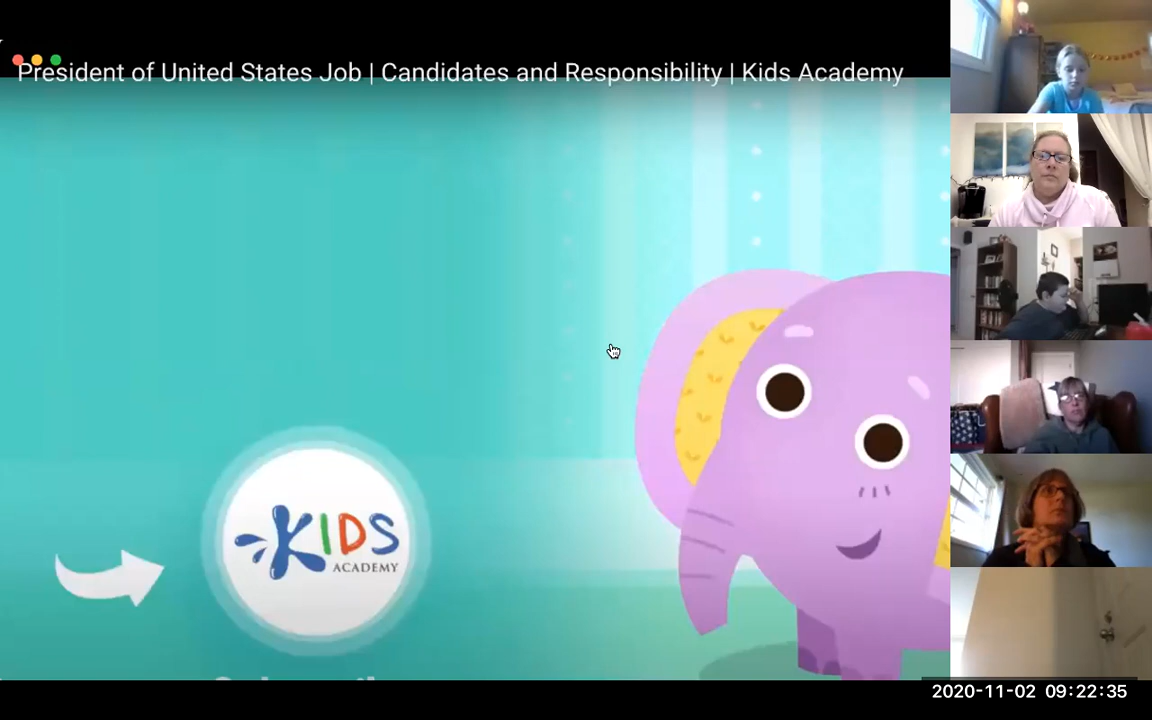 President of United States Job | Candidates and Responsibility | Kids Academy
KIDS
ACADEMY
2020-11-02 09:22:35